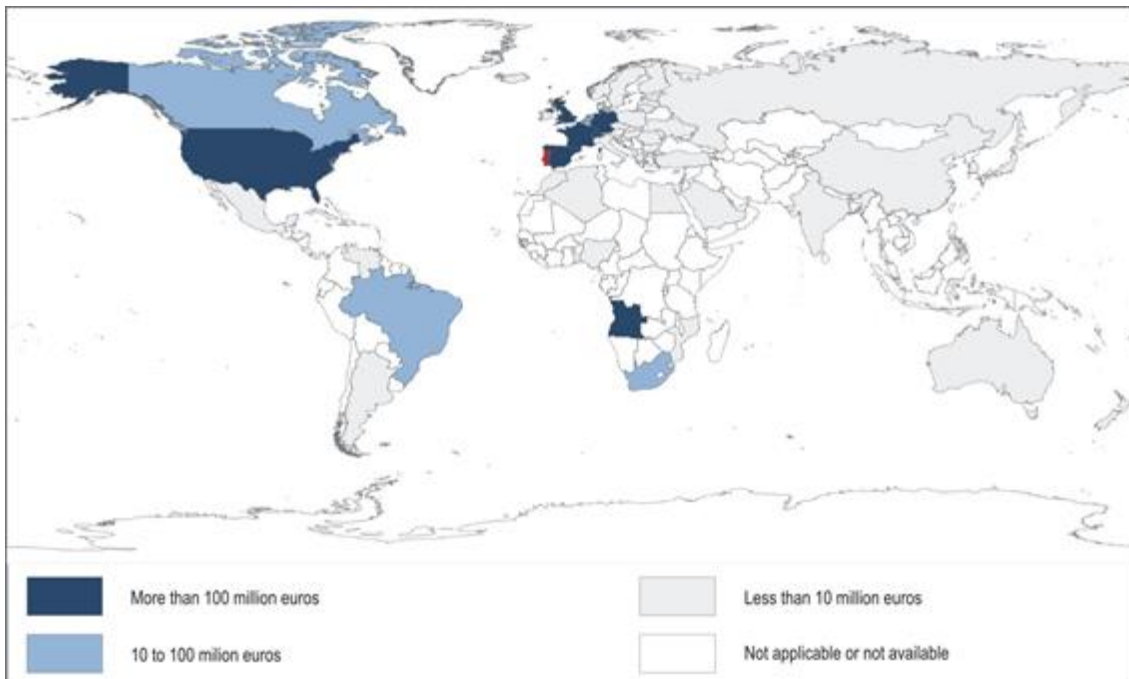 More than 100 million euros
Less than 10 million euros
10 to 100 milion euros
Not applicable or not available